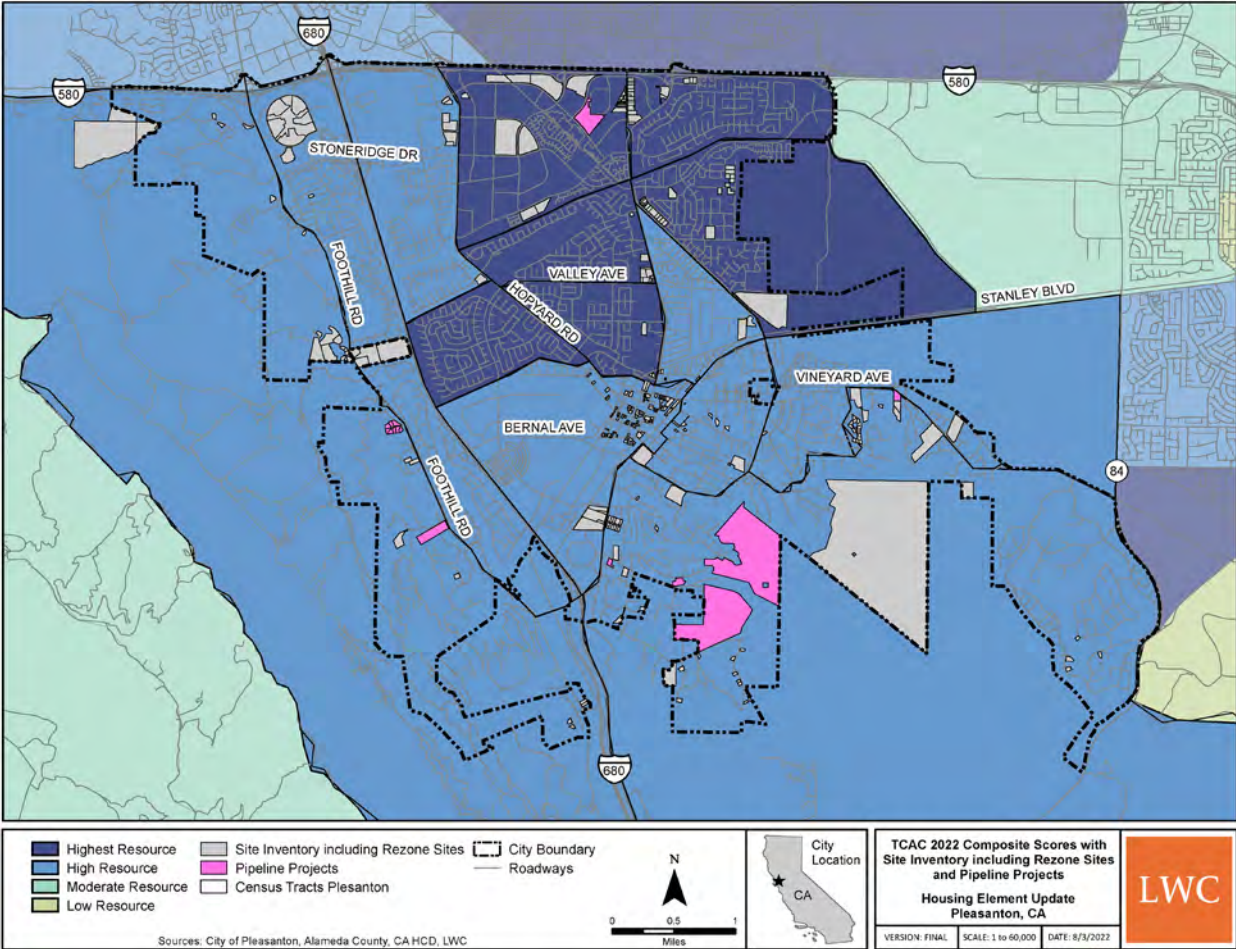 680
580
580
STONERIDGE DR
FOOTHILL RD
VALLEY AVE
HOPYARD RD
STANLEY BLVD
VINEYARD AVE
BERNAL AVE
FOOTHILL RD
84
680
Highest Resource
High Resource
Moderate Resource
Low Resource
Site Inventory including Rezone Sites
Pipeline Projects
Census Tracts Plesanton
City Boundary
Roadways
Sources: City of Pleasanton, Alameda County, CA HCD, LWC
N
0 0.5 1
Miles
City
Location
CA
TCAC 2022 Composite Scores with
Site Inventory including Rezone Sites
and Pipeline Projects
Housing Element Update
Pleasanton, CA
VERSION: FINAL SCALE: 1 to 60,000 DATE: 8/3/2022
LWC